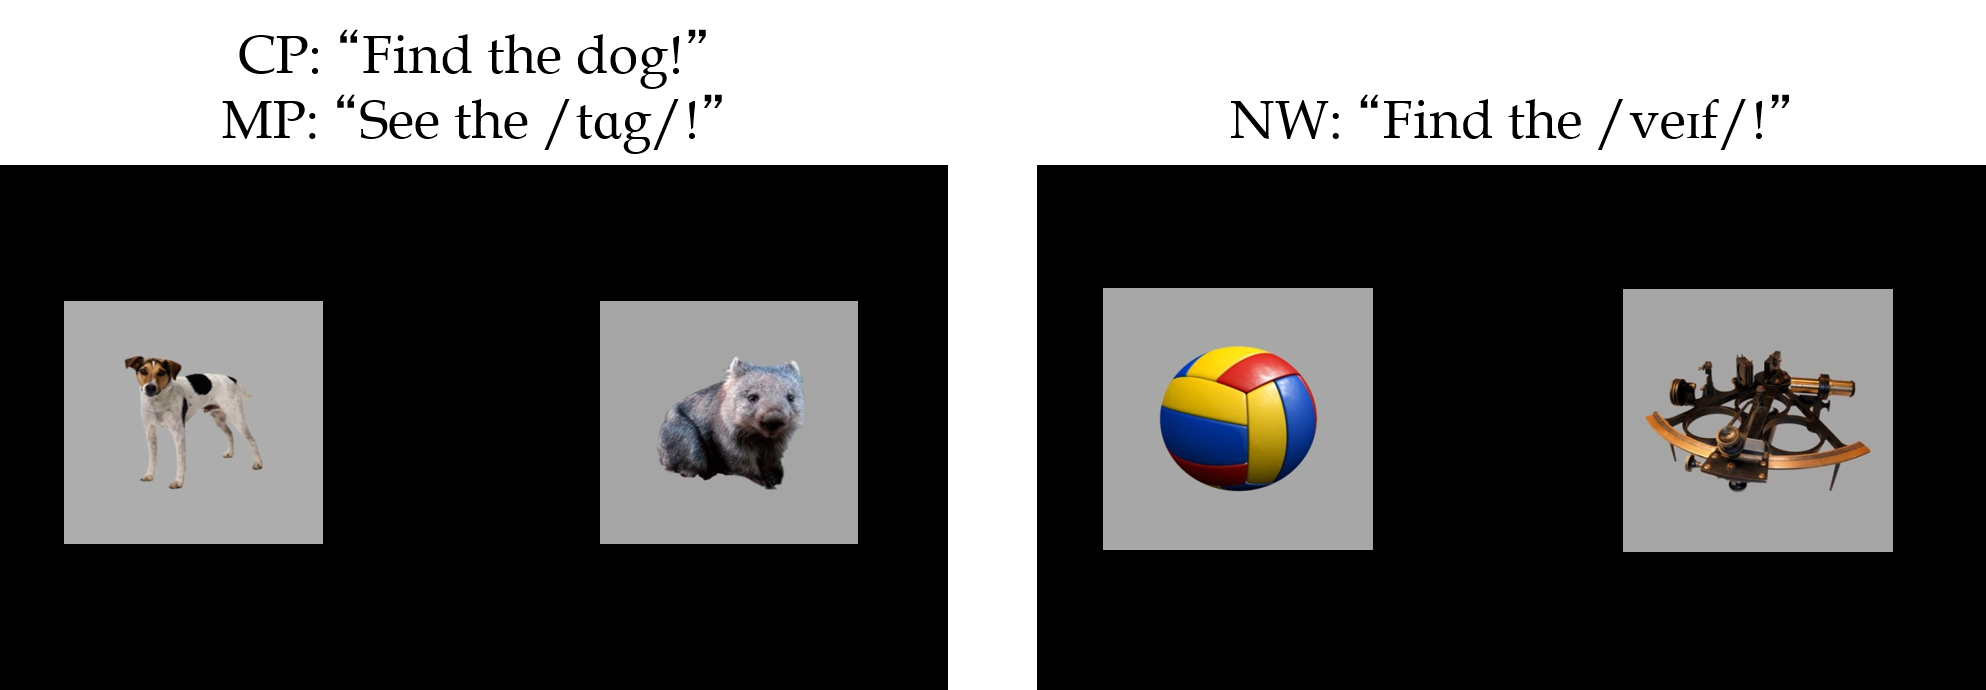 CP: “Find the dog!”
MP: “See the /tɑg/!”
NW: “Find the /veɪf/!”